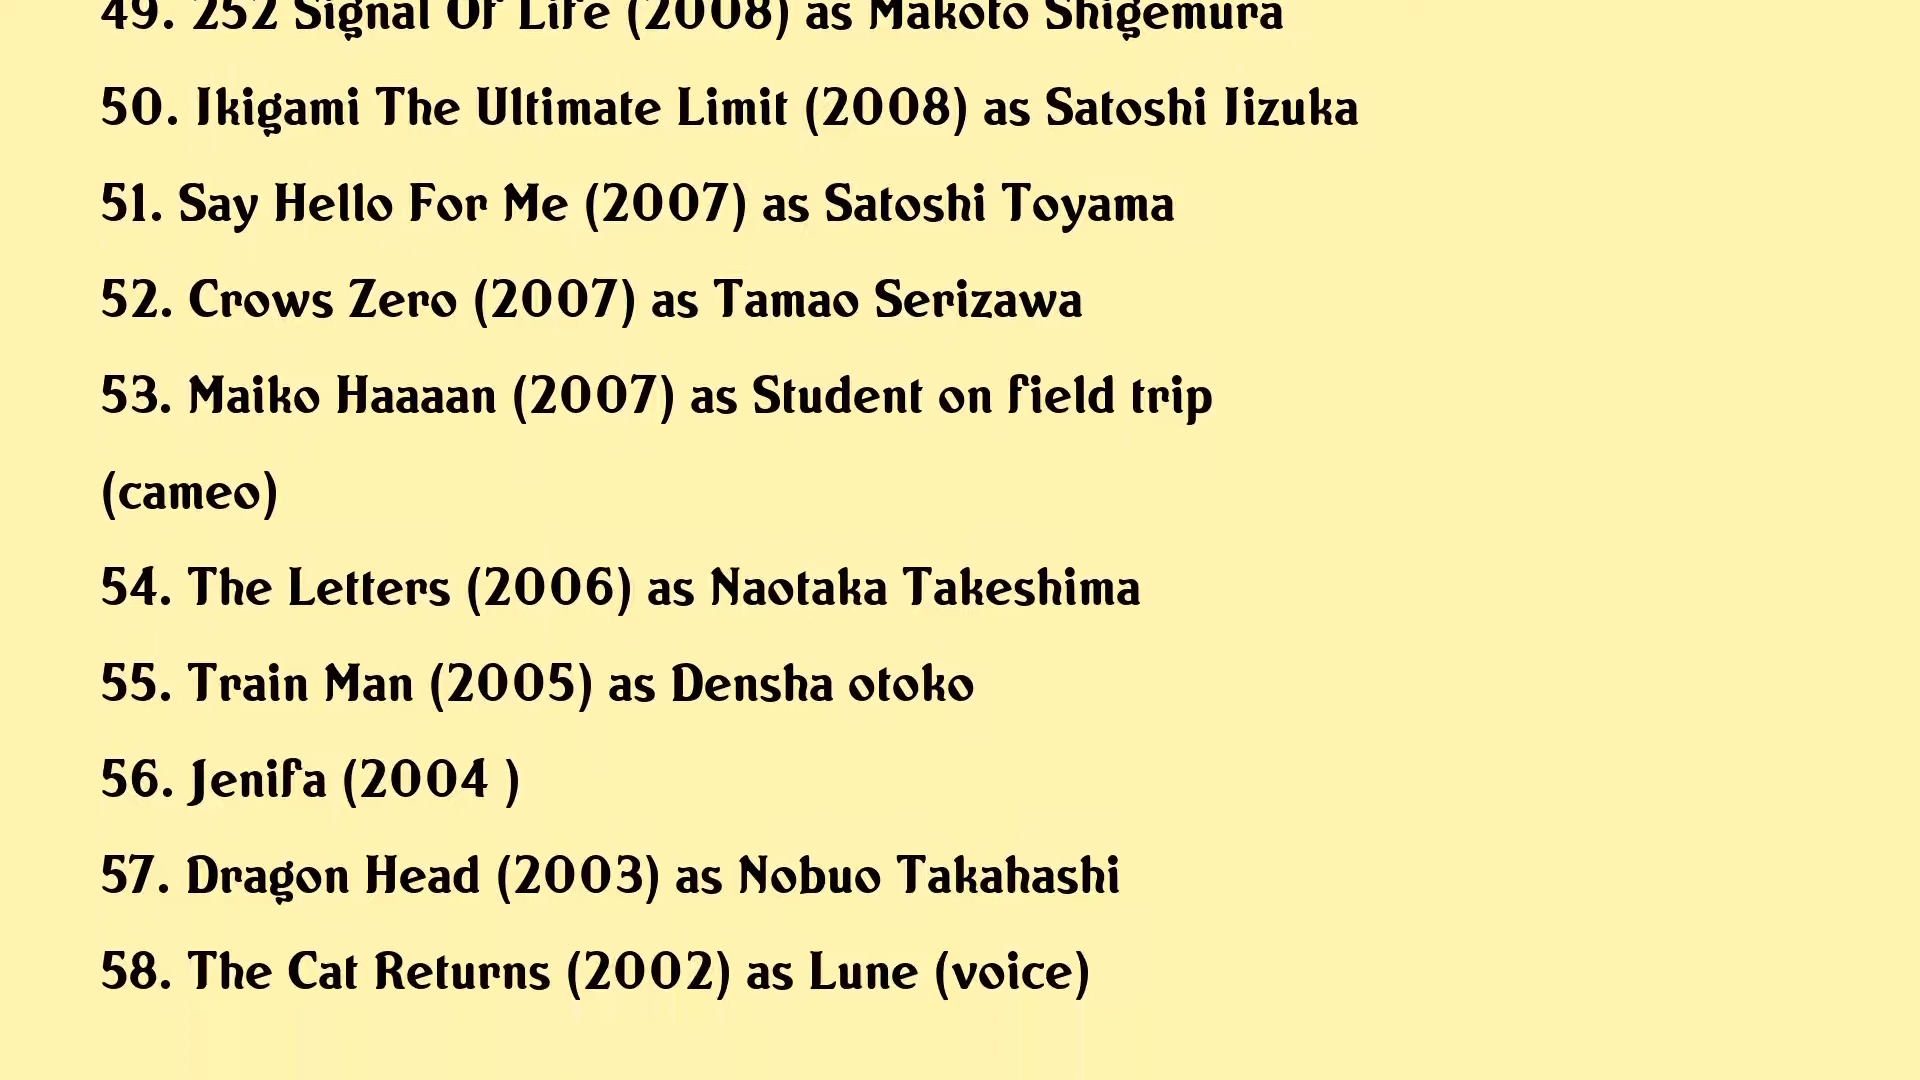 49. 252 Signal Of Life (2008) as Makoto Shigemura
50. Ikigami The Ultimate Limit (2008) as Satoshi Iizuka
51. Say Hello For Me (2007) as Satoshi Toyama
52. Crows Zero (2007) as Tamao Serizawa
53. Maiko Haaaan (2007) as Student on field trip
(cameo)
54. The Letters (2006) as Naotaka Takeshima
55. Train Man (2005) as Densha otoko
56. Jenifa (2004 )
57. Dragon Head (2003) as Nobuo Takahashi
58. The Cat Returns (2002) as Lune (voice)